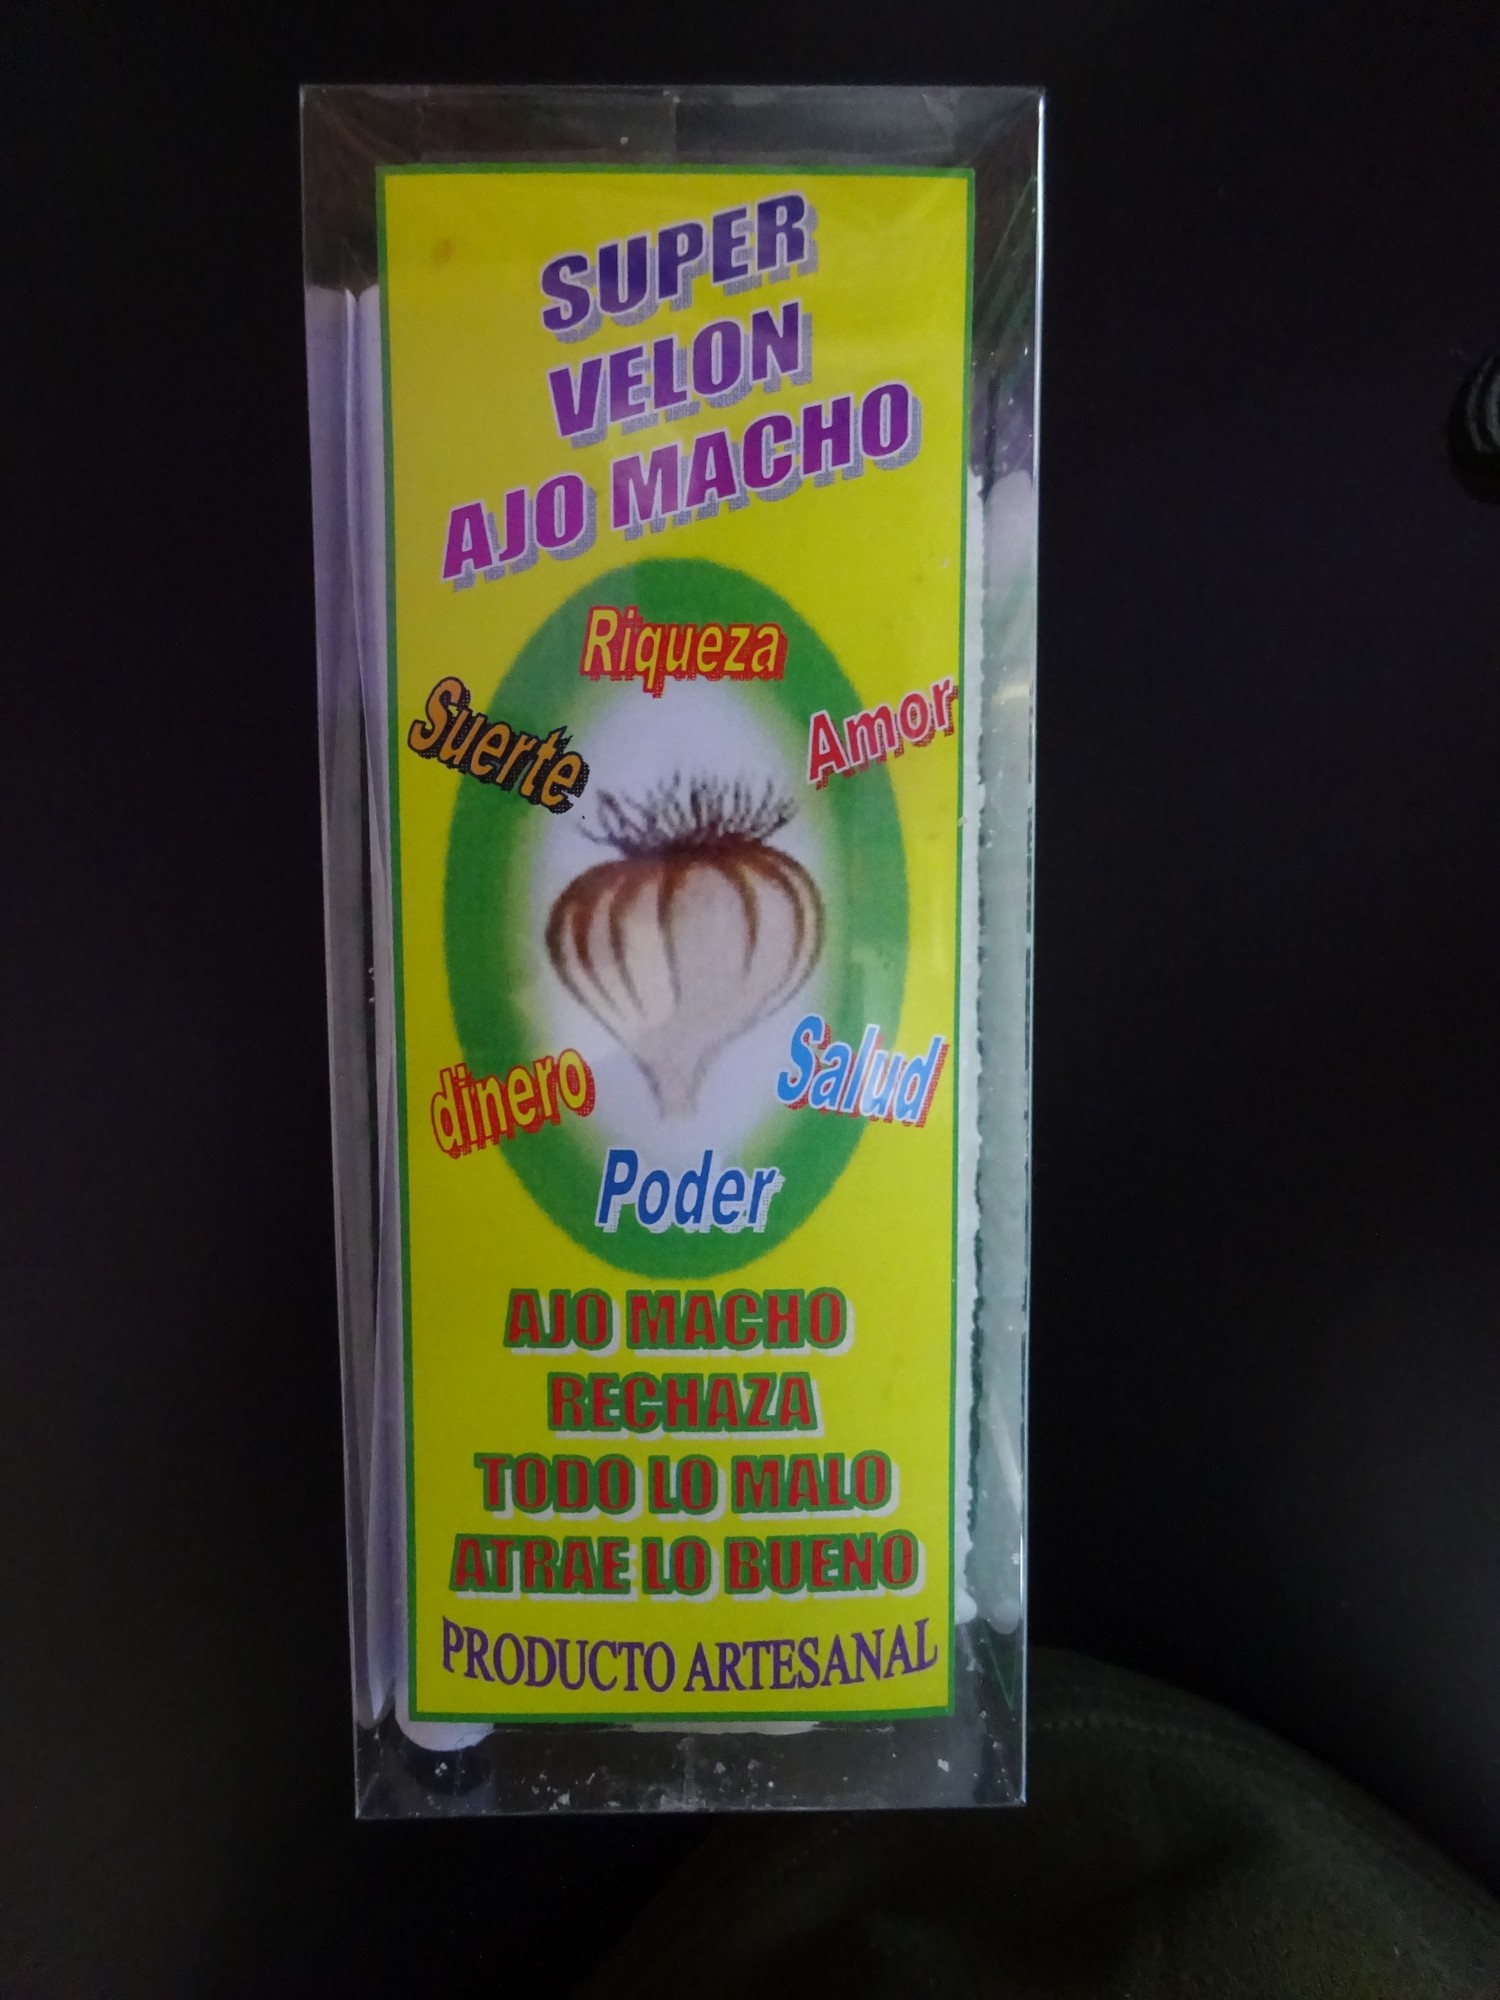 SUPER
VELON
AJO MACHO
Riqueza
Suerte
Amor
dinero
Salud
Poder
AJO MACHO
RECHAZA
TODO LO MALO
ATRAE LO BUENO
PRODUCTO ARTESANAL